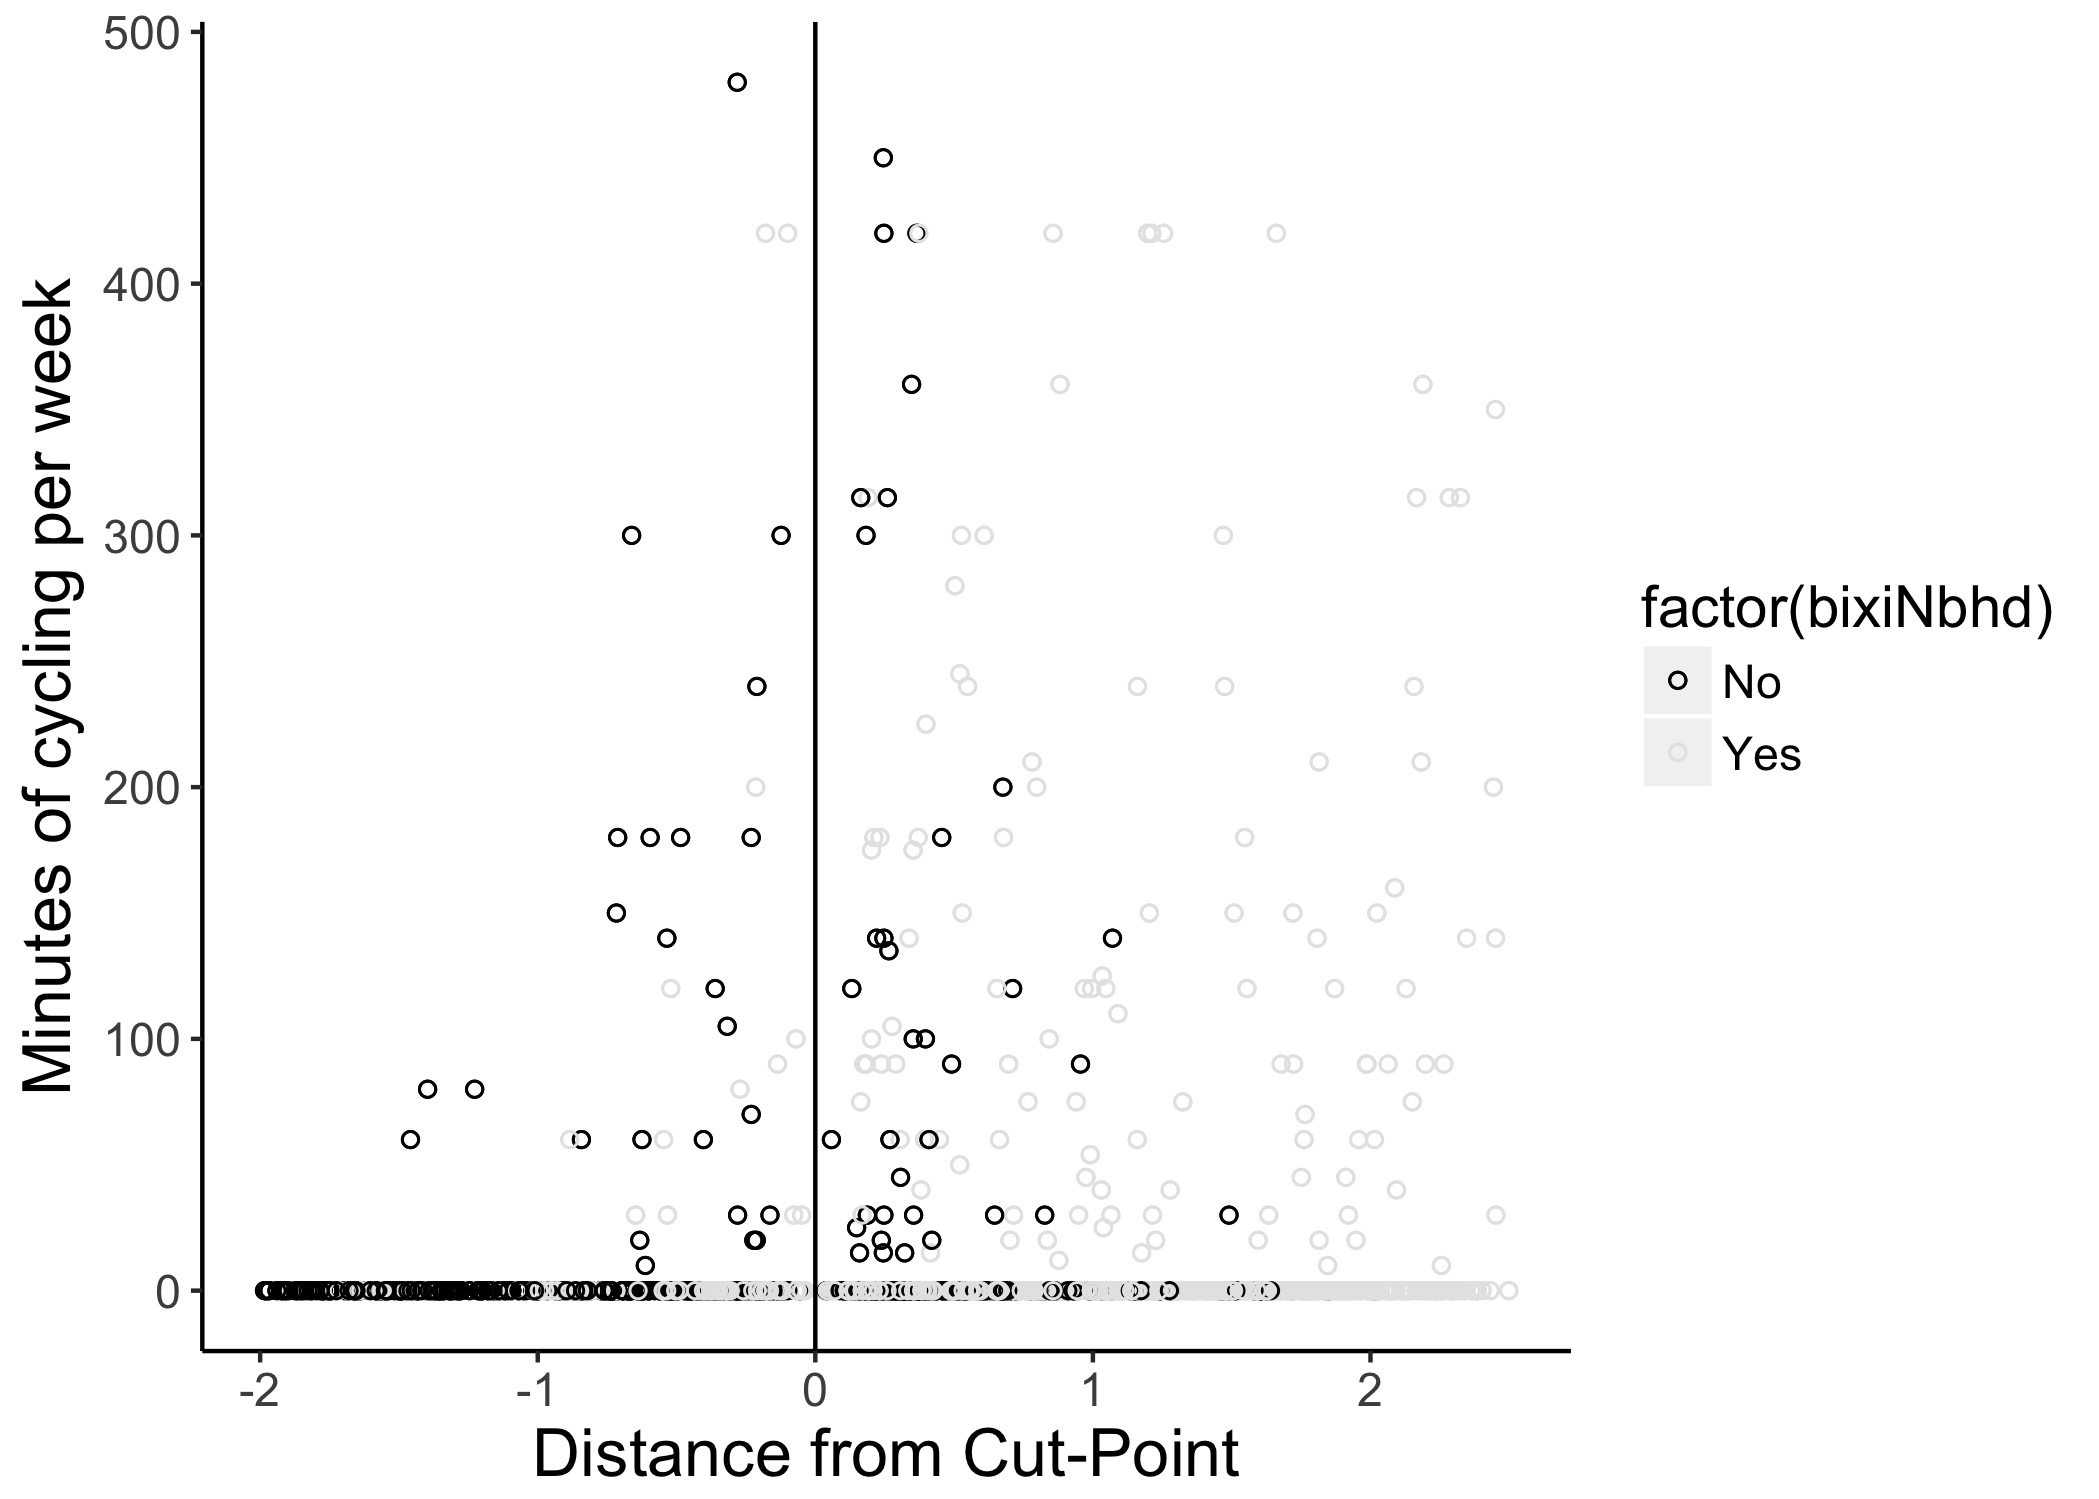 Minutes of cycling per week
500
400
300
200
100
0
-2
-1
0
1
2
Distance from Cut-Point
factor(bixiNbhd)
No
Yes